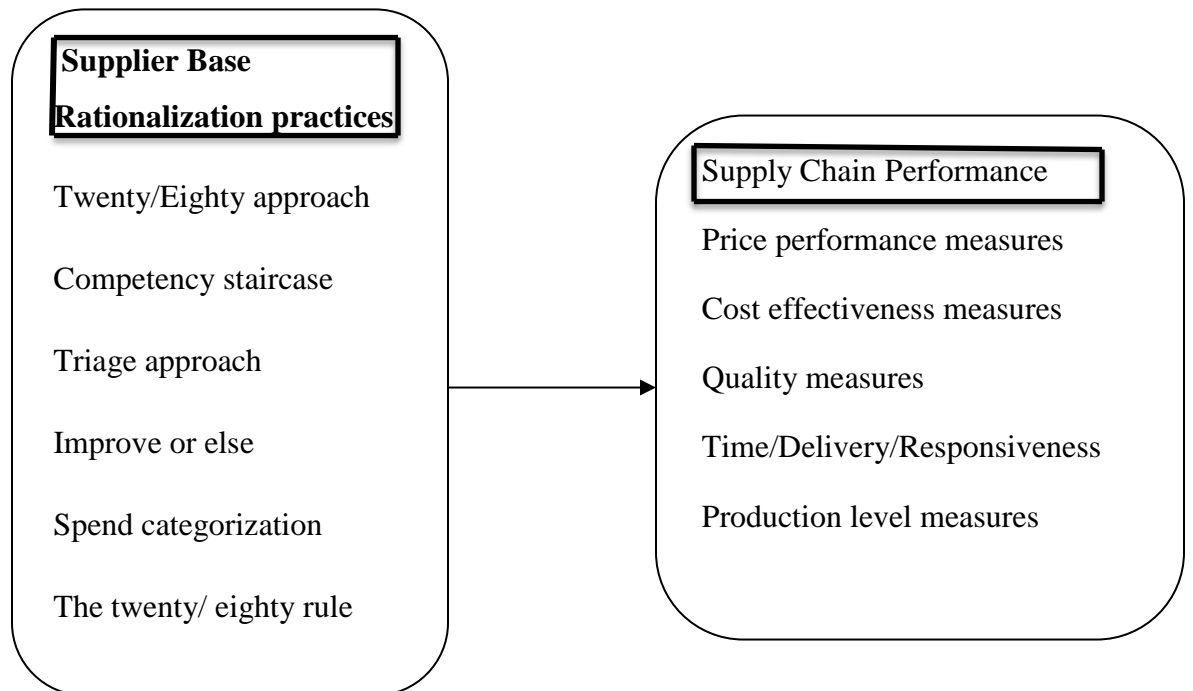 Supplier Base
Rationalization practices
Twenty/Eighty approach
Competency staircase
Triage approach
Improve or else
Spend categorization
The twenty/ eighty rule
Supply Chain Performance
Price performance measures
Cost effectiveness measures
Quality measures
Time/Delivery/Responsiveness
Production level measures